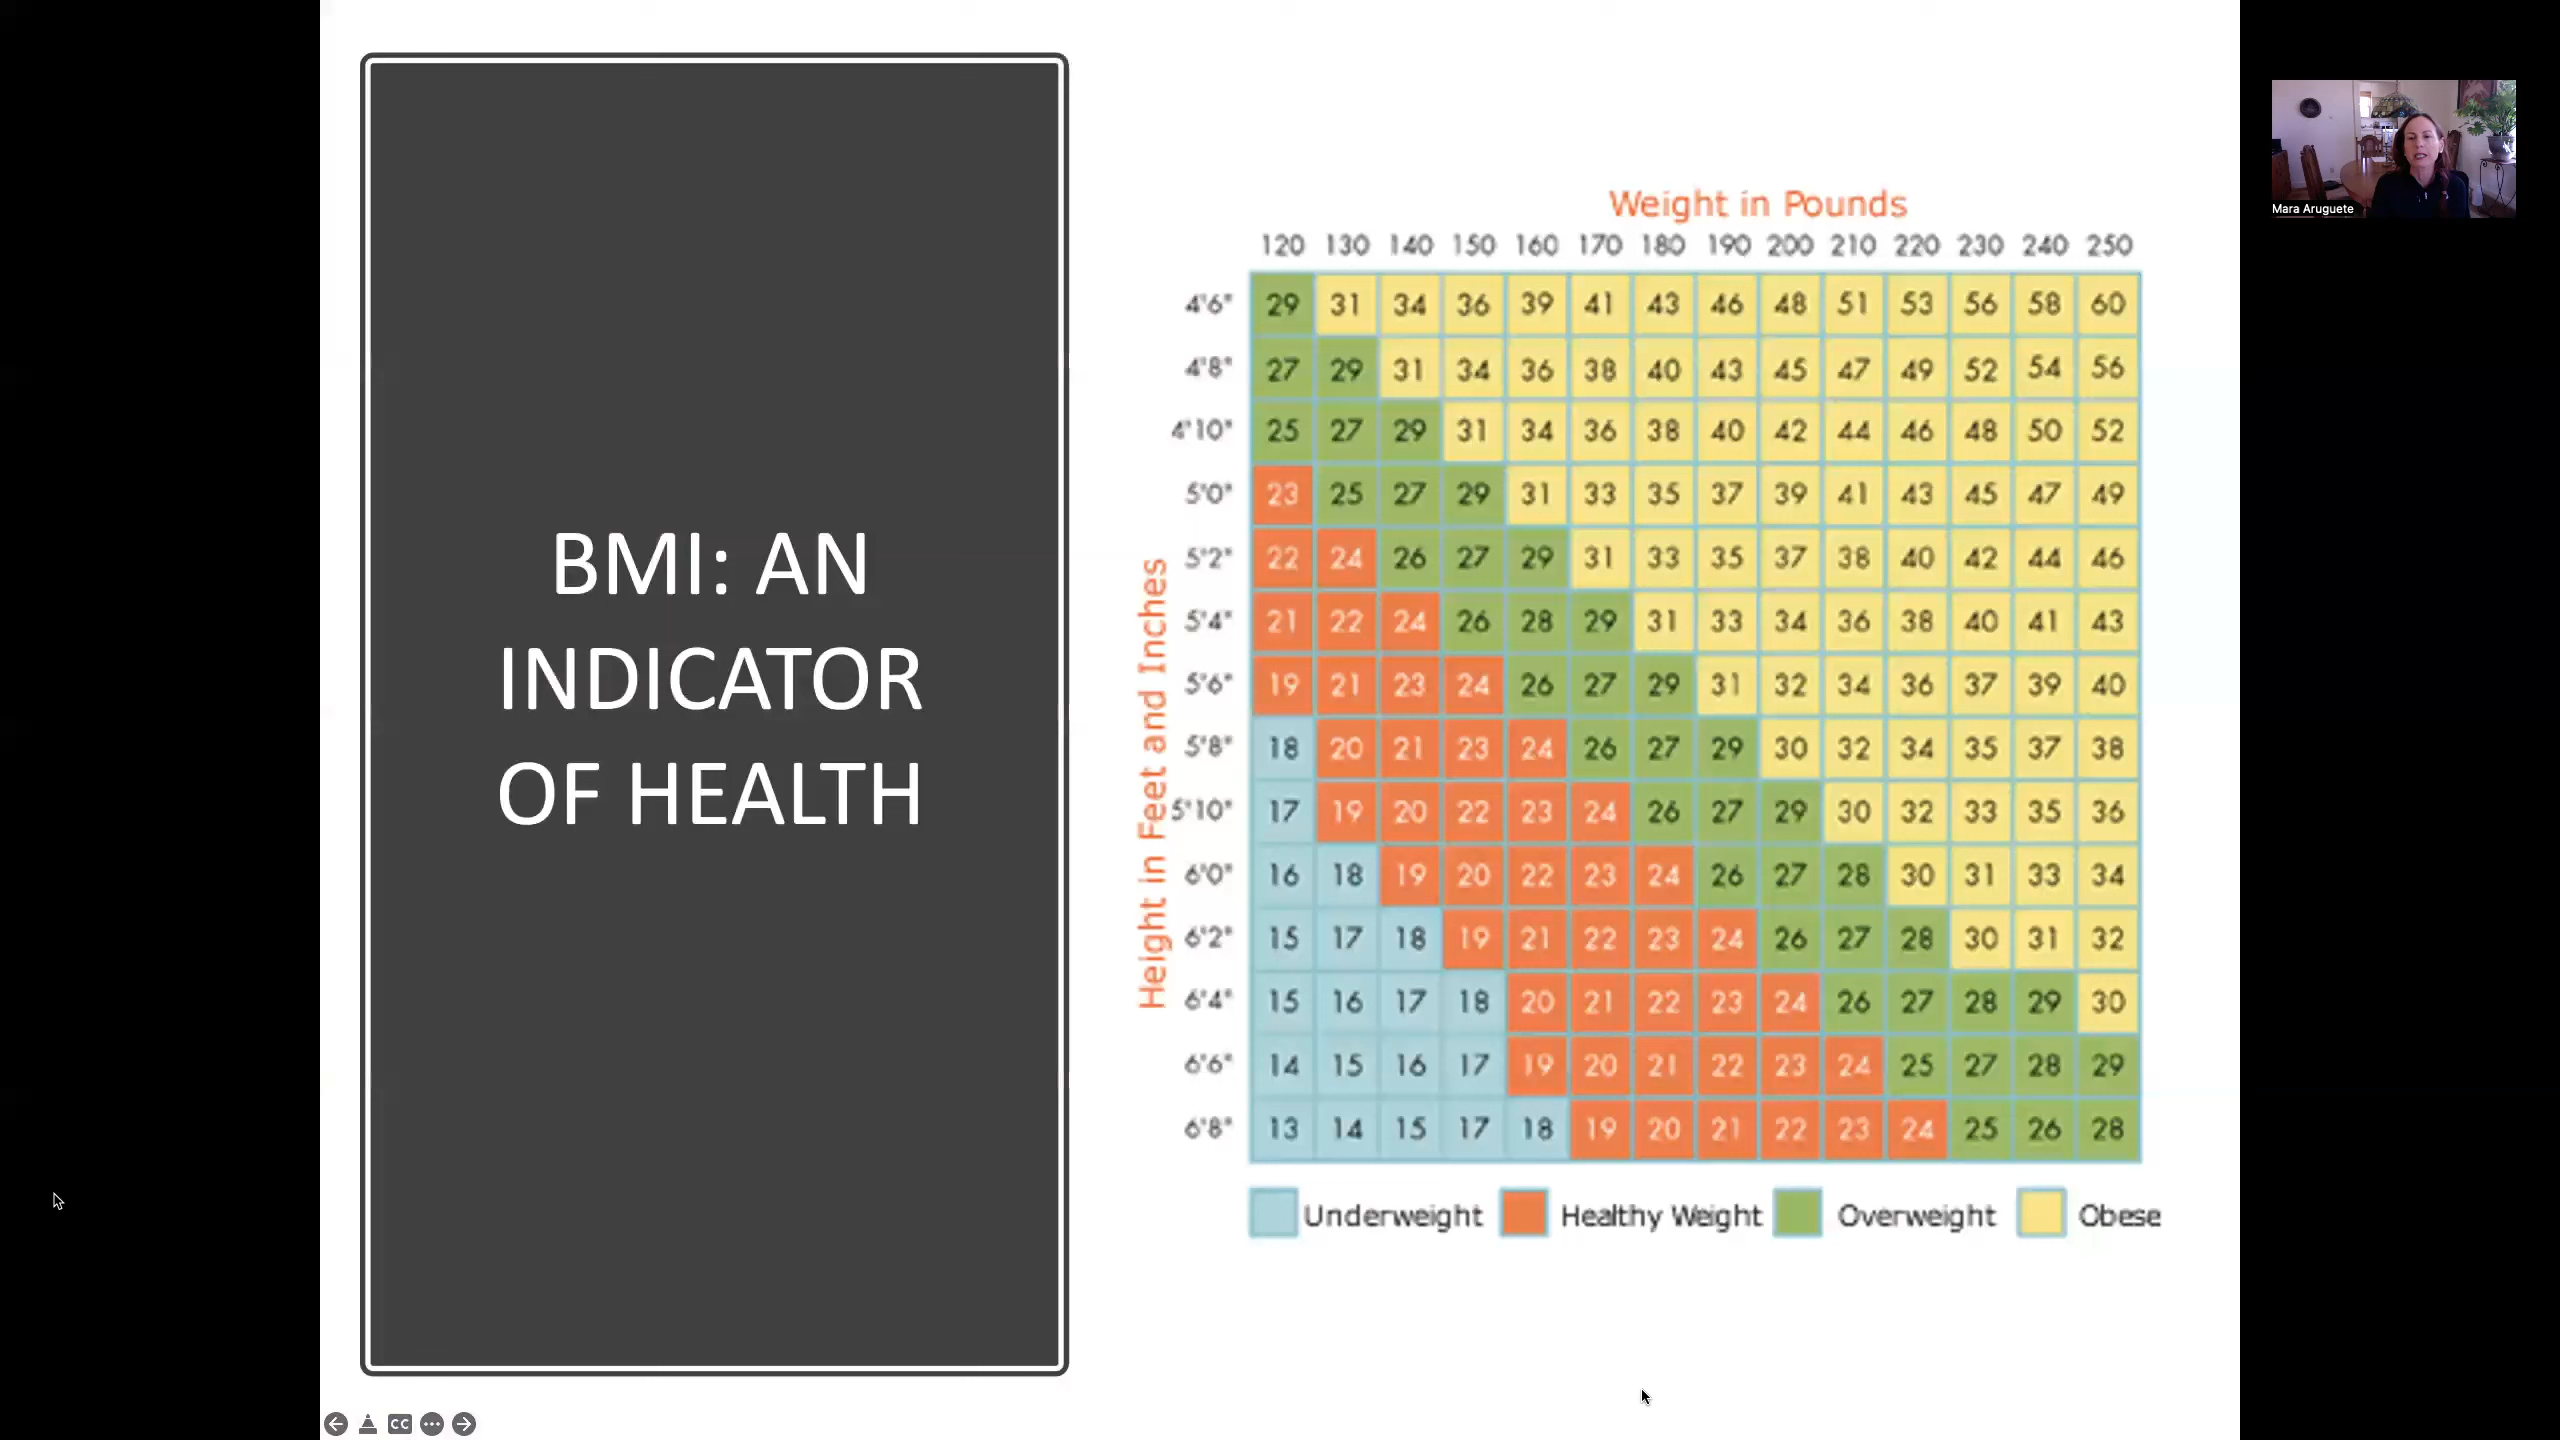 BMI: AN
INDICATOR
OF HEALTH
Weight in Pounds
120 130 140 150 160 170 180 190 200 210 220 230 240 250
Height in Feet and Inches
4'6" 29 31 34 36 39 41 43 46 48 51 53 56 58 60
4'8" 27 29 31 34 36 38 40 43 45 47 49 52 54 56
4'10" 25 27 29 31 34 36 38 40 42 44 46 48 50 52
5'0" 23 25 27 29 31 33 35 37 39 41 43 45 47 49
5'2" 22 24 26 27 29 31 33 35 37 38 40 42 44 46
5'4" 21 22 24 26 28 29 31 33 34 36 38 40 41 43
5'6" 19 21 23 24 26 27 29 31 32 34 36 37 39 40
5'8" 18 20 21 23 24 26 27 29 30 32 34 35 37 38
5'10" 17 19 20 22 23 24 26 27 29 30 32 33 35 36
6'0" 16 18 19 20 22 23 24 26 27 28 30 31 33 34
6'2" 15 17 18 19 21 22 23 24 26 27 28 30 31 32
6'4" 15 16 17 18 20 21 22 23 24 26 27 28 29 30
6'6" 14 15 16 17 19 20 21 22 23 24 25 27 28 29
6'8" 13 14 15 17 18 19 20 21 22 23 24 25 26 28
Underweight Healthy Weight Overweight Obese
Mara Aruguete
CC